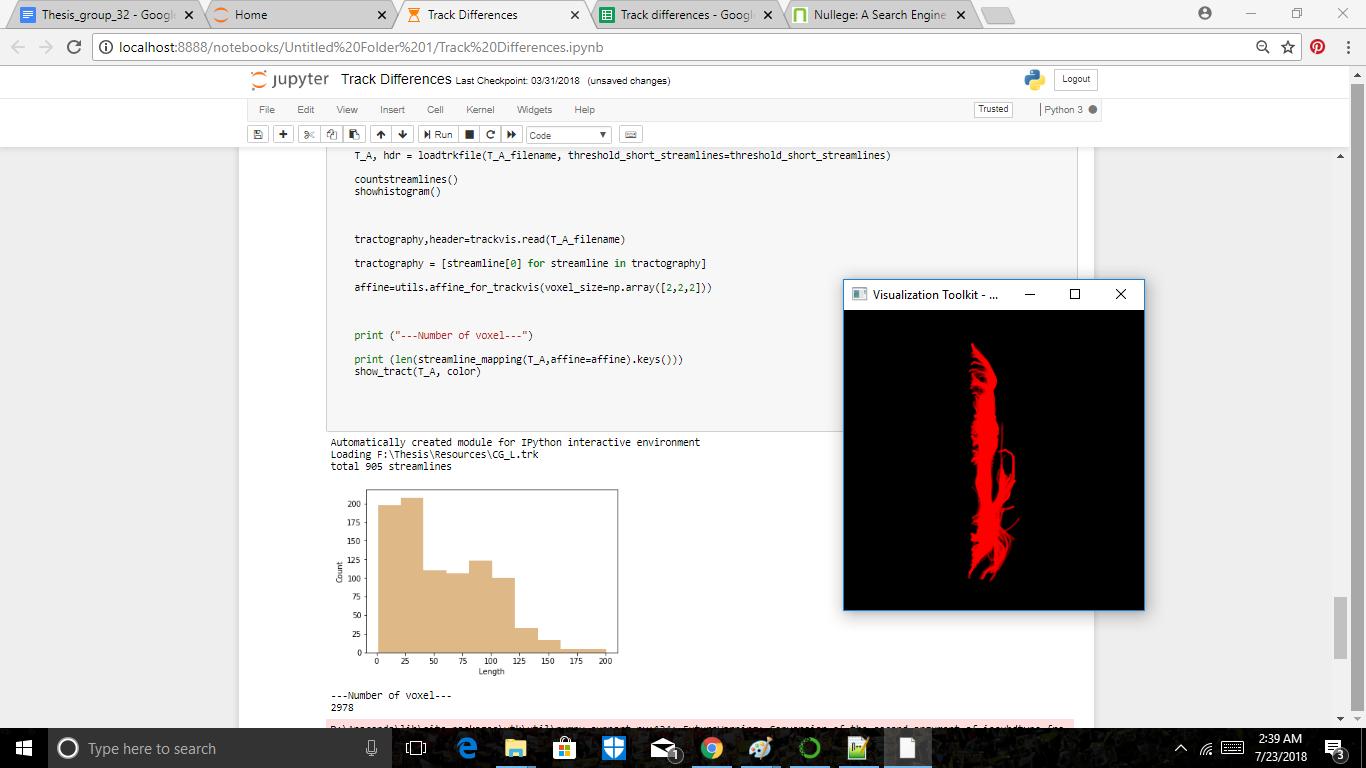 Thesis_group_32 - Google
Home
Track Differences
Track differences - Google
Nullege: A Search Engine
localhost:8888/notebooks/Untitled%20Folder%201/Track%20Differences.ipynb
jupyter Track Differences Last Checkpoint: 03/31/2018 (unsaved changes)
Logout
File Edit View Insert Cell Kernel Widgets Help
Trusted
Python 3
Run
Code
T_A, hdr = loadtrkfile(T_A_filename, threshold_short_streamlines=threshold_short_streamlines)
countstreamlines()
showhistogram()
tractography,header=trackvis.read(T_A_filename)
tractography = [streamline[0] for streamline in tractography]
affine=utils.affine_for_trackvis(voxel_size=np.array([2,2,2]))
print ("---Number of voxel---")
print (len(streamline_mapping(T_A,affine=affine).keys()))
show_tract(T_A, color)
Visualization Toolkit - ...
Automatically created module for IPython interactive environment
Loading F:\Thesis\Resources\CG_L.trk
total 905 streamlines
200
175
150
125
100
75
50
25
0
Count
0 25 50 75 100 125 150 175 200
Length
---Number of voxel---
2978
Type here to search
1
2:39 AM
7/23/2018
3